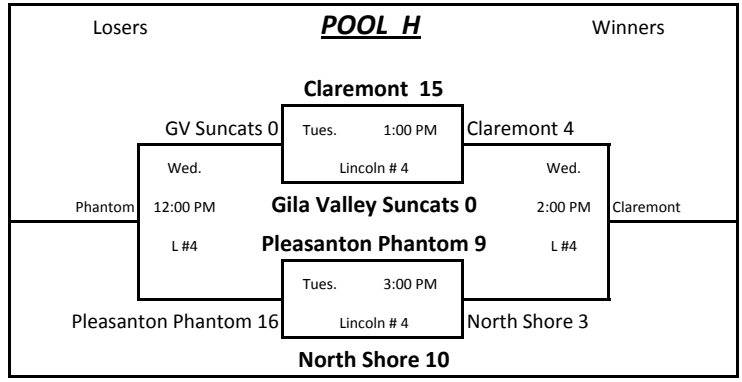 Losers POOL H Winners
Claremont 15
GV Suncats 0 Tues. 1:00 PM Claremont 4
Wed. Lincoln # 4 Wed.
Phantom 12:00 PM Gila Valley Suncats 0 2:00 PM Claremont
L #4 Pleasanton Phantom 9 L #4
Tues. 3:00 PM
Pleasanton Phantom 16 Lincoln # 4 North Shore 3
North Shore 10